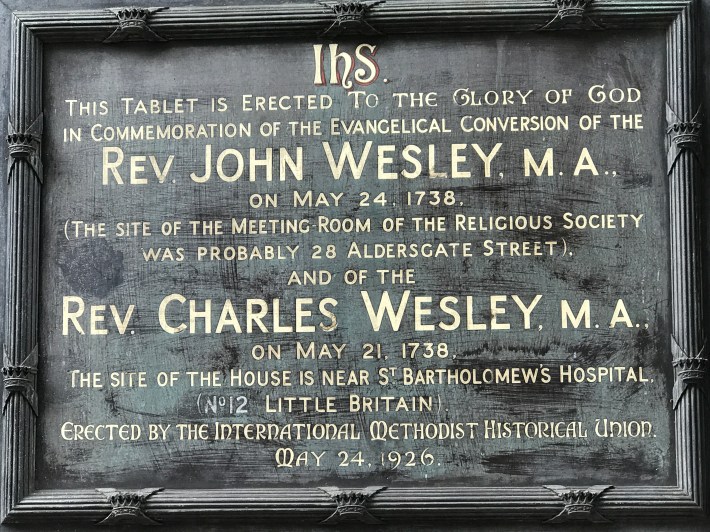 IhS.
THIS TABLET IS ERECTED TO THE GLORY OF GOD
IN COMMEMORATION OF THE EVANGELICAL CONVERSION OF THE
REV. JOHN WESLEY, M.A.,
ON MAY 24, 1738.
(THE SITE OF THE MEETING-ROOM OF THE RELIGIOUS SOCIETY
WAS PROBABLY 28 ALDERSGATE STREET),
AND OF THE
REV. CHARLES WESLEY, M.A.,
ON MAY 21, 1738.
THE SITE OF THE HOUSE IS NEAR ST. BARTHOLOMEW'S HOSPITAL.
(No 12 LITTLE BRITAIN).
ERECTED BY THE INTERNATIONAL METHODIST HISTORICAL UNION.
MAY 24, 1926.